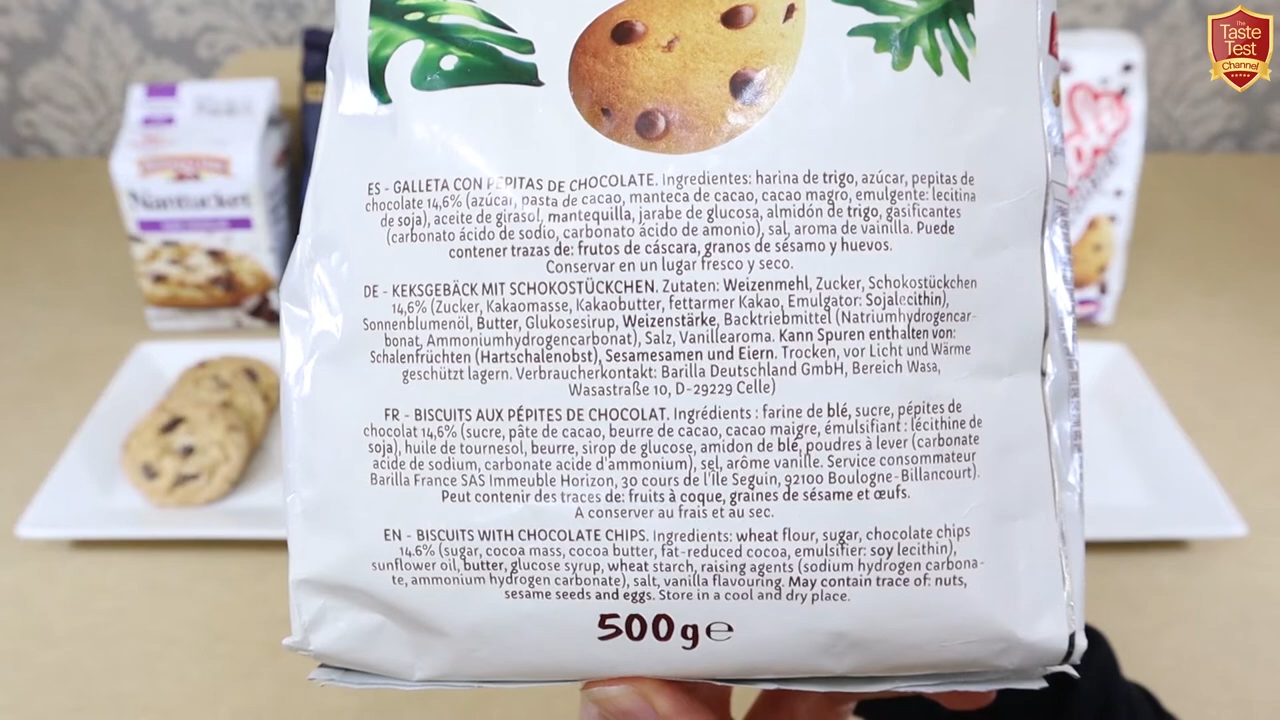 The
Taste
Test
Channel
Nantucket
ES - GALLETA CON PEPITAS DE CHOCOLATE. Ingredientes: harina de trigo, azúcar, pepitas de
chocolate 14,6% (azúcar, pasta de cacao, manteca de cacao, cacao magro, emulgente: lecitina
de soja), aceite de girasol, mantequilla, jarabe de glucosa, almidón de trigo, gasificantes
(carbonato ácido de sodio, carbonato ácido de amonio), sal, aroma de vainilla. Puede
contener trazas de: frutos de cáscara, granos de sésamo y huevos.
Conservar en un lugar fresco y seco.
DE - KEKSGEBÄCK MIT SCHOKOSTÜCKCHEN. Zutaten: Weizenmehl, Zucker, Schokostückchen
14,6% (Zucker, Kakaomasse, Kakaobutter, fettarmer Kakao, Emulgator: Sojalecithin),
Sonnenblumenöl, Butter, Glukosesirup, Weizenstärke, Backtriebmittel (Natriumhydrogencar-
bonat, Ammoniumhydrogencarbonat), Salz, Vanillearoma. Kann Spuren enthalten von:
Schalenfrüchten (Hartschalenobst), Sesamesamen und Eiern. Trocken, vor Licht und Wärme
geschützt lagern. Verbraucherkontakt: Barilla Deutschland GmbH, Bereich Wasa,
Wasastraße 10, D-29229 Celle)
FR - BISCUITS AUX PÉPITES DE CHOCOLAT. Ingrédients : farine de blé, sucre, pépites de
chocolat 14,6% (sucre, pâte de cacao, beurre de cacao, cacao maigre, émulsifiant : lécithine de
soja), huile de tournesol, beurre, sirop de glucose, amidon de blé, poudres à lever (carbonate
acide de sodium, carbonate acide d'ammonium), sel, arôme vanille. Service consommateur
Barilla France SAS Immeuble Horizon, 30 cours de l'île Seguin, 92100 Boulogne-Billancourt).
Peut contenir des traces de: fruits à coque, graines de sésame et œufs.
A conserver au frais et au sec.
EN - BISCUITS WITH CHOCOLATE CHIPS. Ingredients: wheat flour, sugar, chocolate chips
14.6% (sugar, cocoa mass, cocoa butter, fat-reduced cocoa, emulsifier: soy lecithin),
sunflower oil, butter, glucose syrup, wheat starch, raising agents (sodium hydrogen carbona-
te, ammonium hydrogen carbonate), salt, vanilla flavouring. May contain trace of: nuts,
sesame seeds and eggs. Store in a cool and dry place.
500g℮